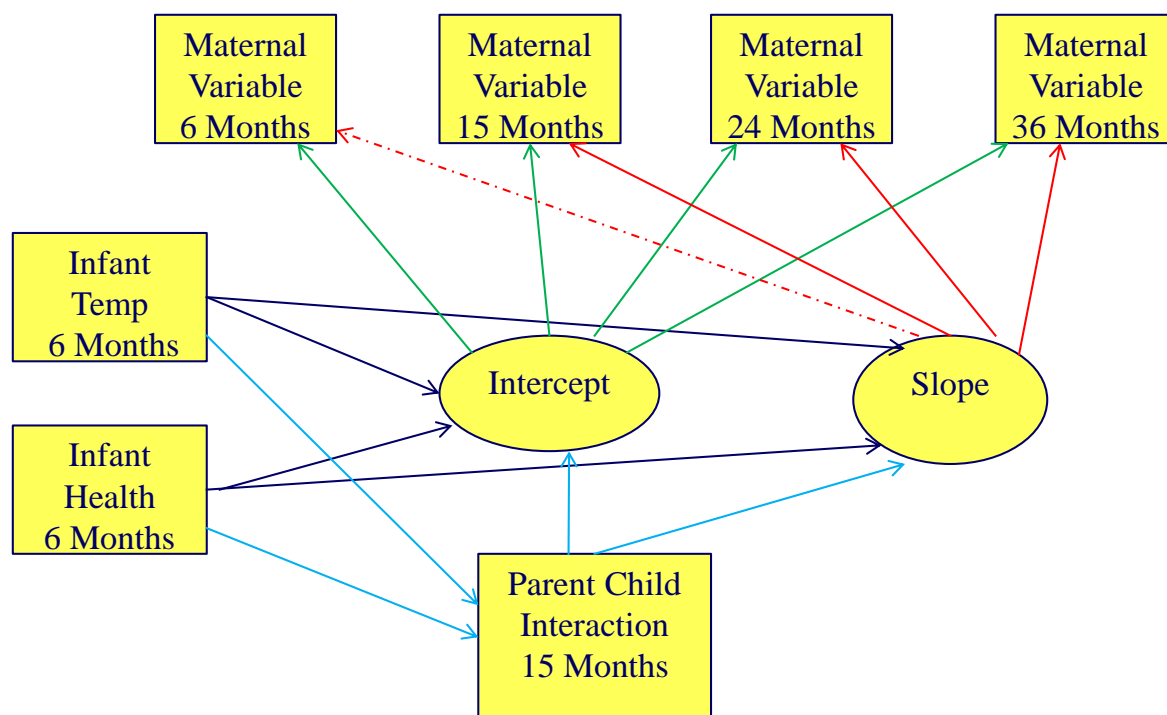 Maternal
Variable
6 Months
Maternal
Variable
15 Months
Maternal
Variable
24 Months
Maternal
Variable
36 Months
Infant
Temp
6 Months
Intercept
Slope
Infant
Health
6 Months
Parent Child
Interaction
15 Months